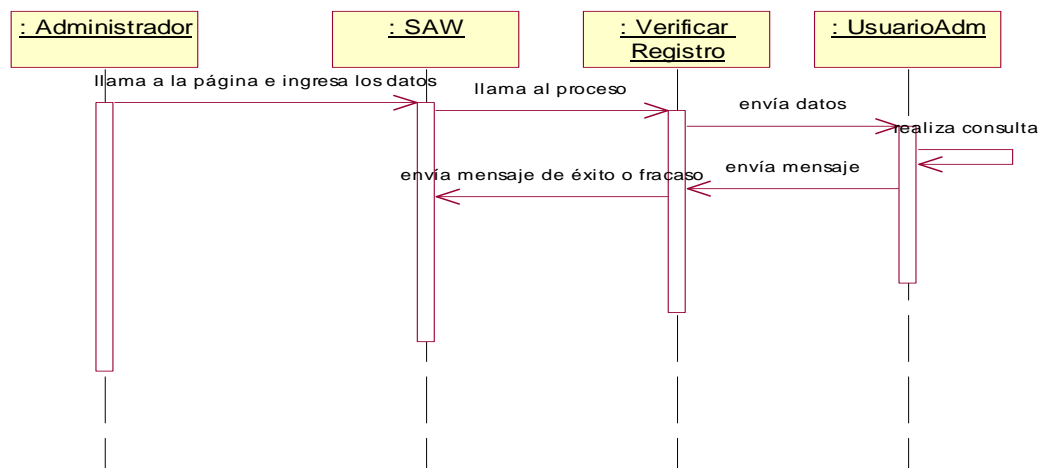 : Administrador
: SAW
: Verificar
Registro
: UsuarioAdm
llama a la página e ingresa los datos
llama al proceso
envía datos
realiza consulta
envía mensaje
envía mensaje de éxito o fracaso